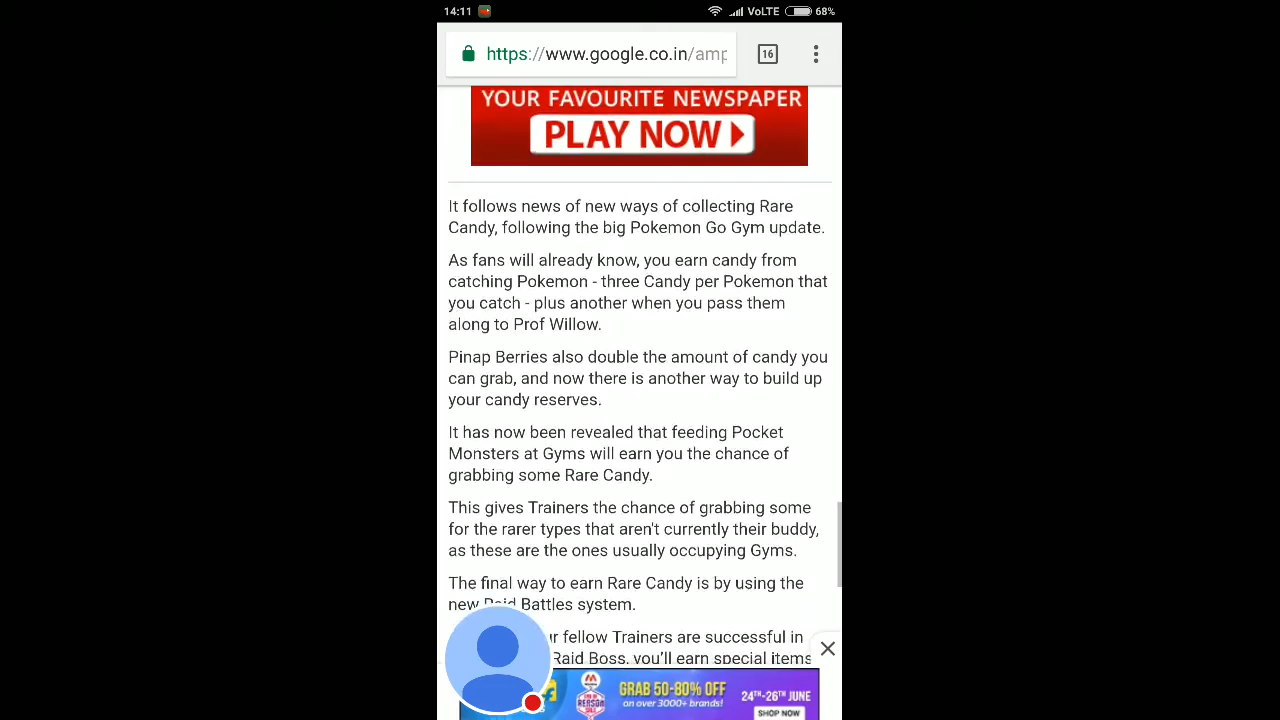 14:11
VoLTE
68%
https://www.google.co.in/amp
16
YOUR FAVOURITE NEWSPAPER
PLAY NOW
It follows news of new ways of collecting Rare
Candy, following the big Pokemon Go Gym update.
As fans will already know, you earn candy from
catching Pokemon - three Candy per Pokemon that
you catch - plus another when you pass them
along to Prof Willow.
Pinap Berries also double the amount of candy you
can grab, and now there is another way to build up
your candy reserves.
It has now been revealed that feeding Pocket
Monsters at Gyms will earn you the chance of
grabbing some Rare Candy.
This gives Trainers the chance of grabbing some
for the rarer types that aren't currently their buddy,
as these are the ones usually occupying Gyms.
The final way to earn Rare Candy is by using the
new Raid Battles system.
fellow Trainers are successful in
Raid Boss, you'll earn special items
GRAB 50-80% OFF
on over 3000+ brands!
24TH-26TH JUNE
SHOP NOW